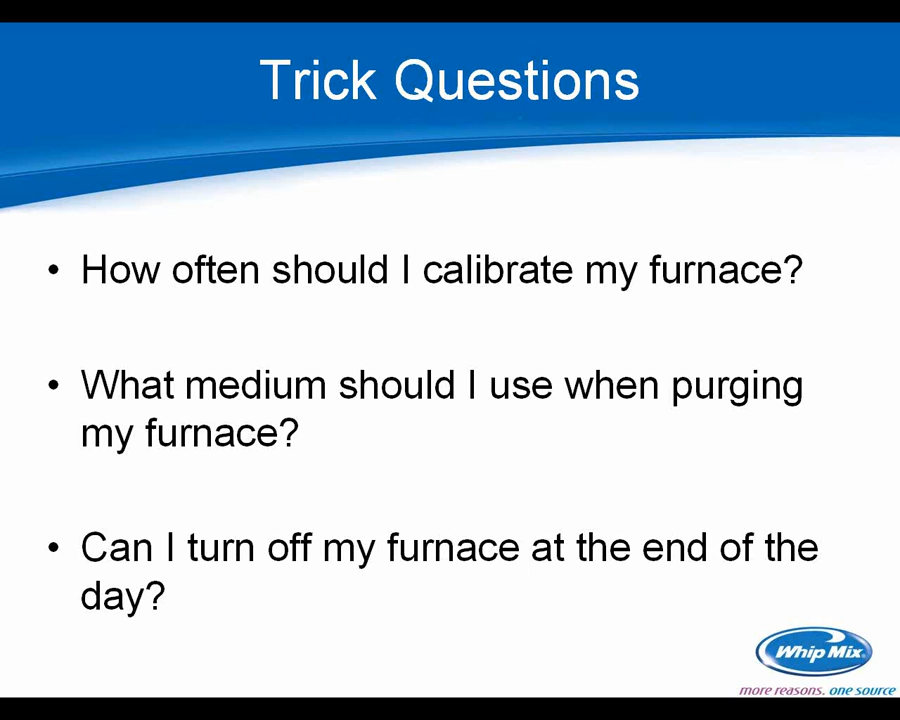 Trick Questions
• How often should I calibrate my furnace?
• What medium should I use when purging
my furnace?
• Can I turn off my furnace at the end of the
day?
Whip Mix®
more reasons. one source